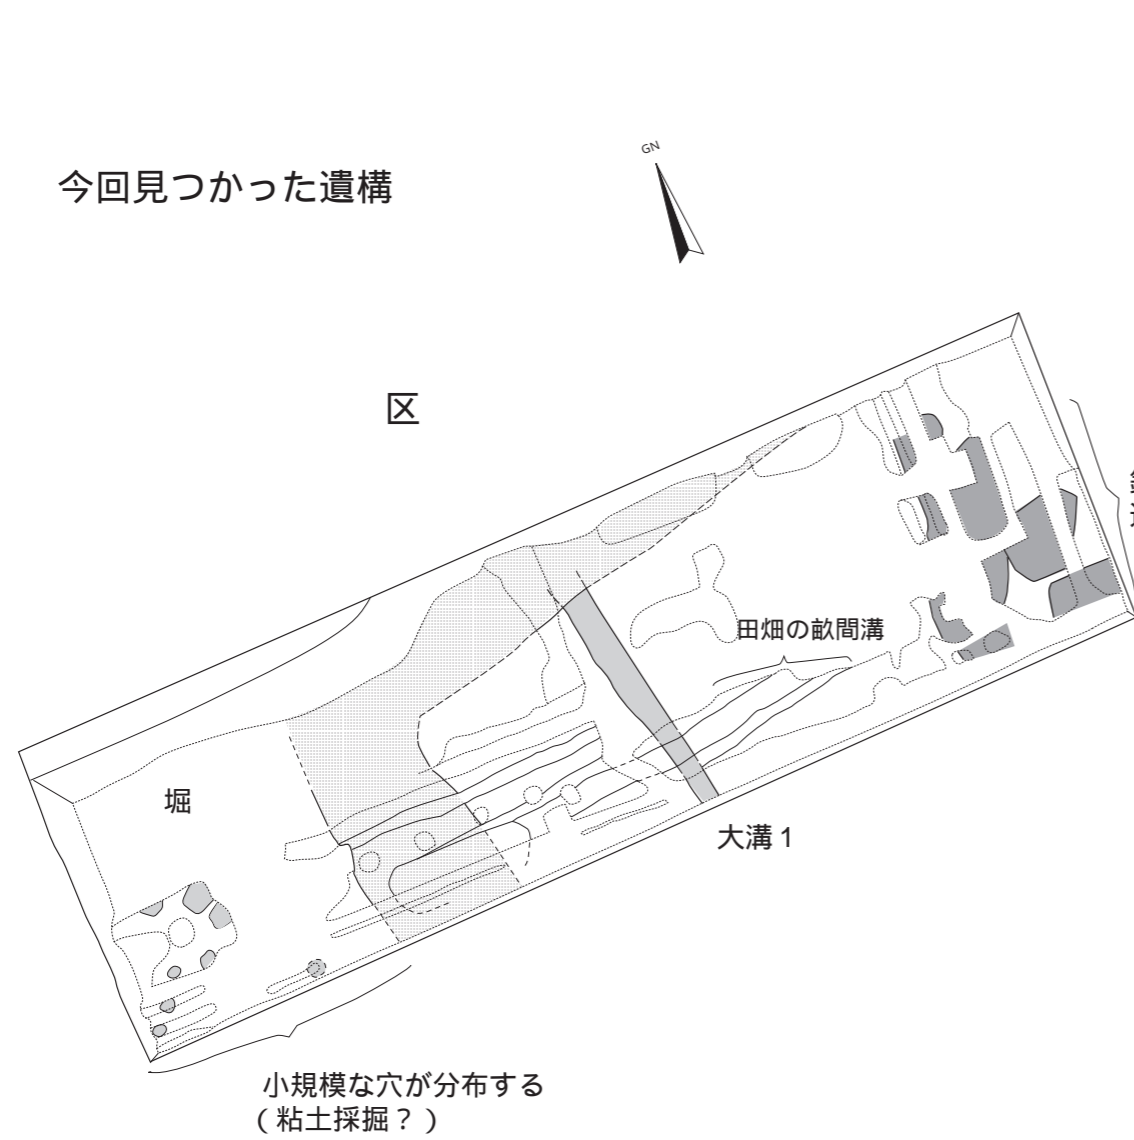 GN
今回見つかった遺構
区
田畑の畝間溝
堀
大溝 1
小規模な穴が分布する
（粘土採掘？）